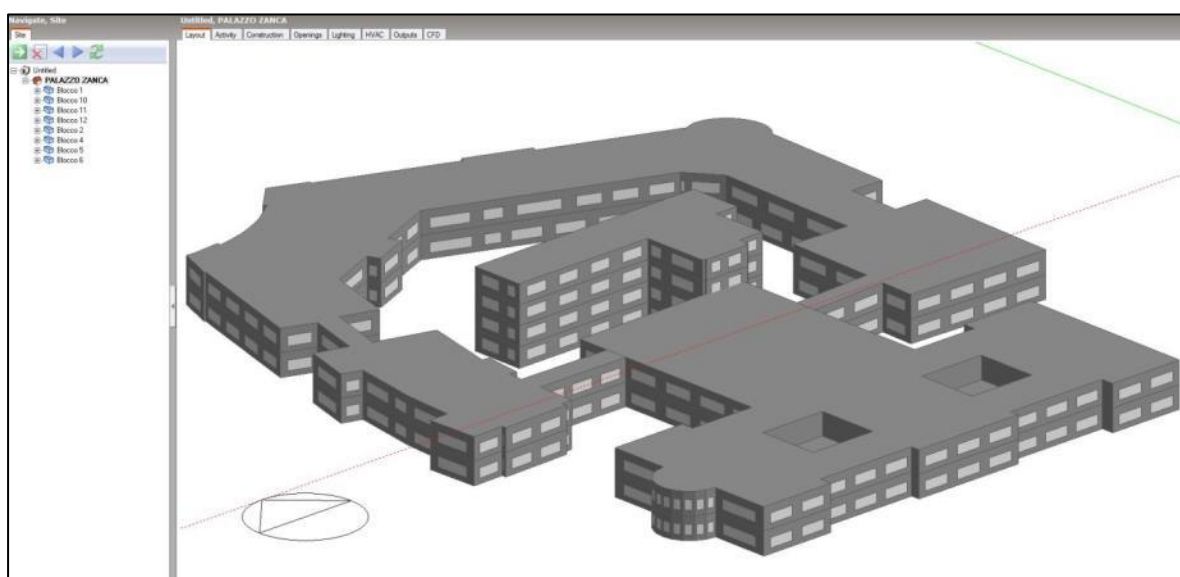 Navigate, Site
Site
Untitled
PALAZZO ZANCA
Blocco 1
Blocco 10
Blocco 11
Blocco 12
Blocco 2
Blocco 4
Blocco 5
Blocco 6
Untitled, PALAZZO ZANCA
Layout Activity Construction Openings Lighting HVAC Outputs CFD